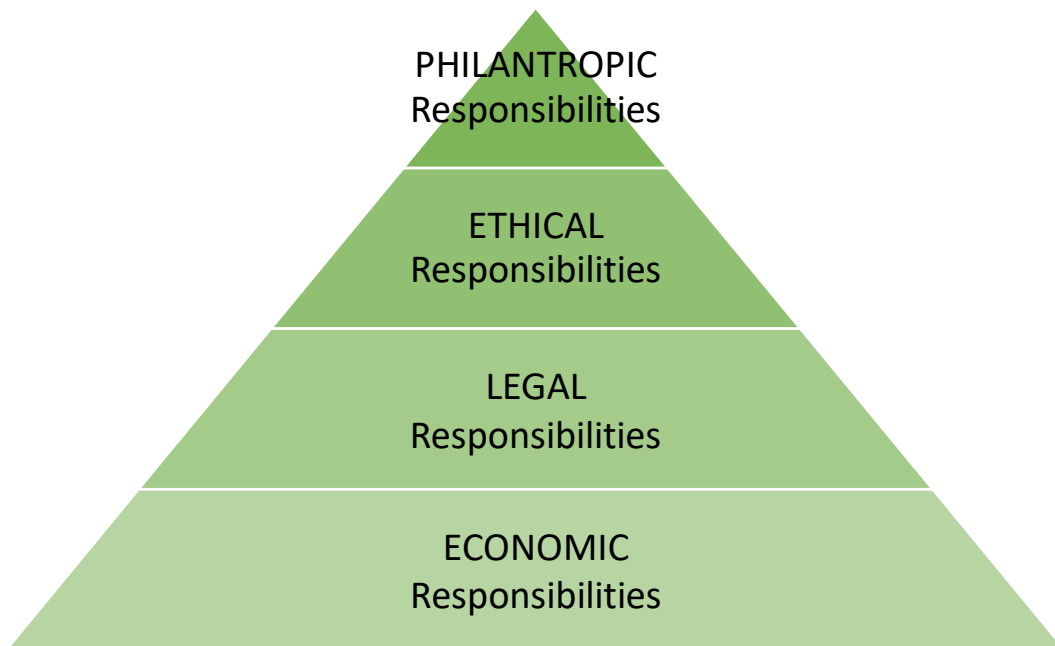 PHILANTROPIC
Responsibilities
ETHICAL
Responsibilities
LEGAL
Responsibilities
ECONOMIC
Responsibilities